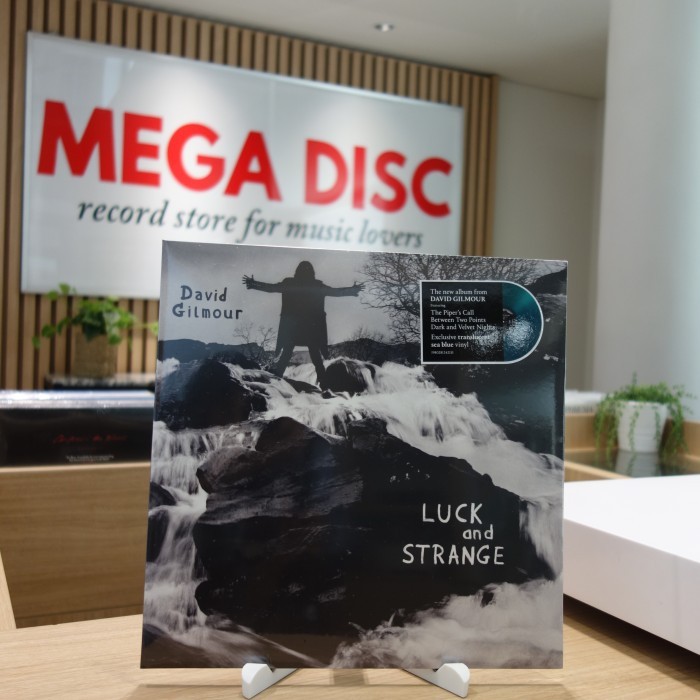 MEGA DISC
record store for music lovers
David
Gilmour
The new album from
DAVID GILMOUR
The Piper's Call
Between Two Points
Dark and Velvet Nights
Exclusive translucent
sea blue vinyl
LUCK
and
STRANGE